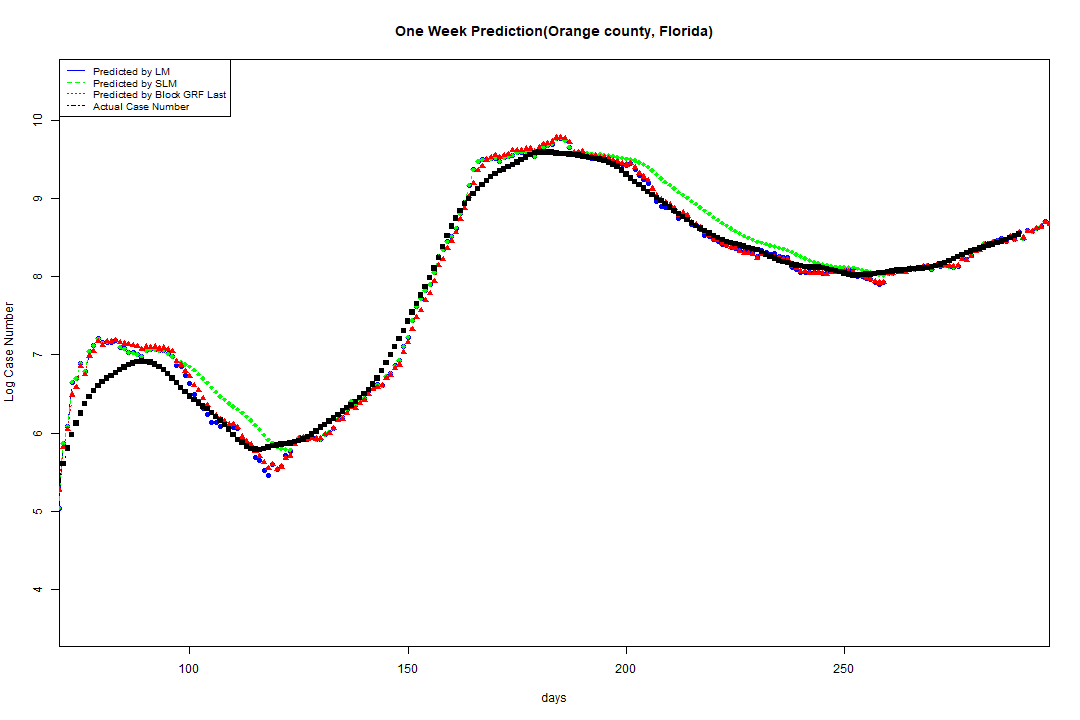 One Week Prediction(Orange county, Florida)
Predicted by LM
Predicted by SLM
Predicted by Block GRF Last
Actual Case Number
10
9
8
7
6
5
4
Log Case Number
100 150 200 250
days